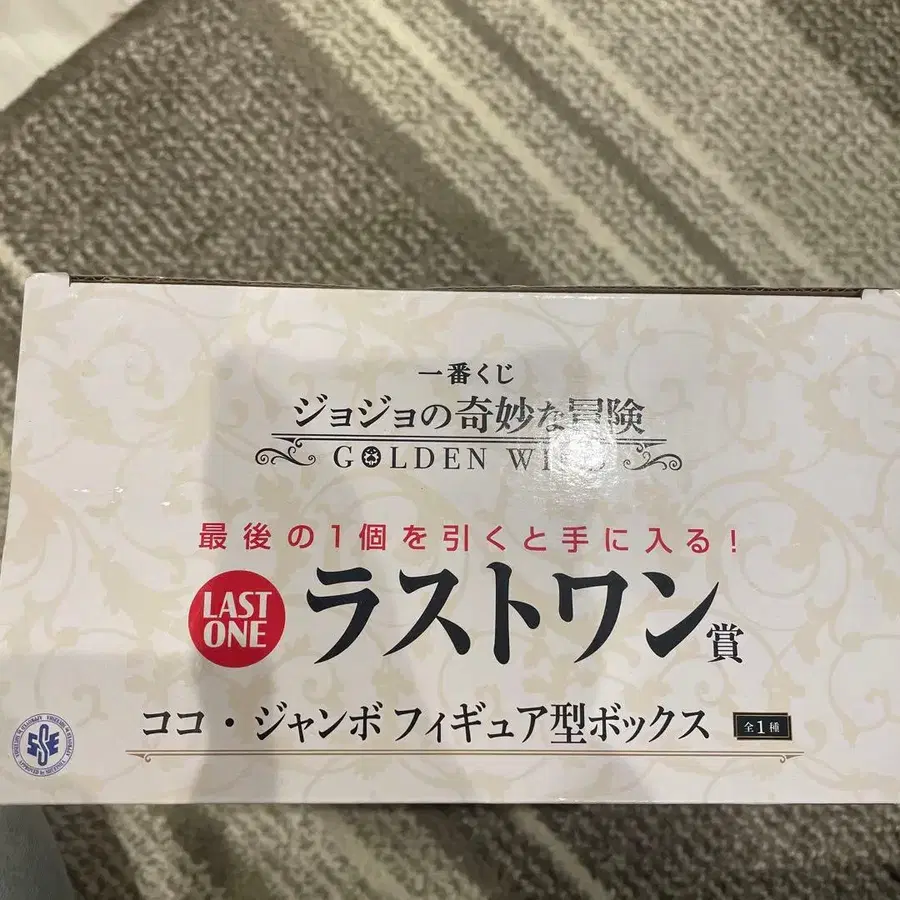 一番くじ
ジョジョの奇妙な冒険
GOLDEN WIND
最後の1個を引くと手に入る!
LAST ONE ラストワン賞
ココ・ジャンボ フィギュア型ボックス 全1種